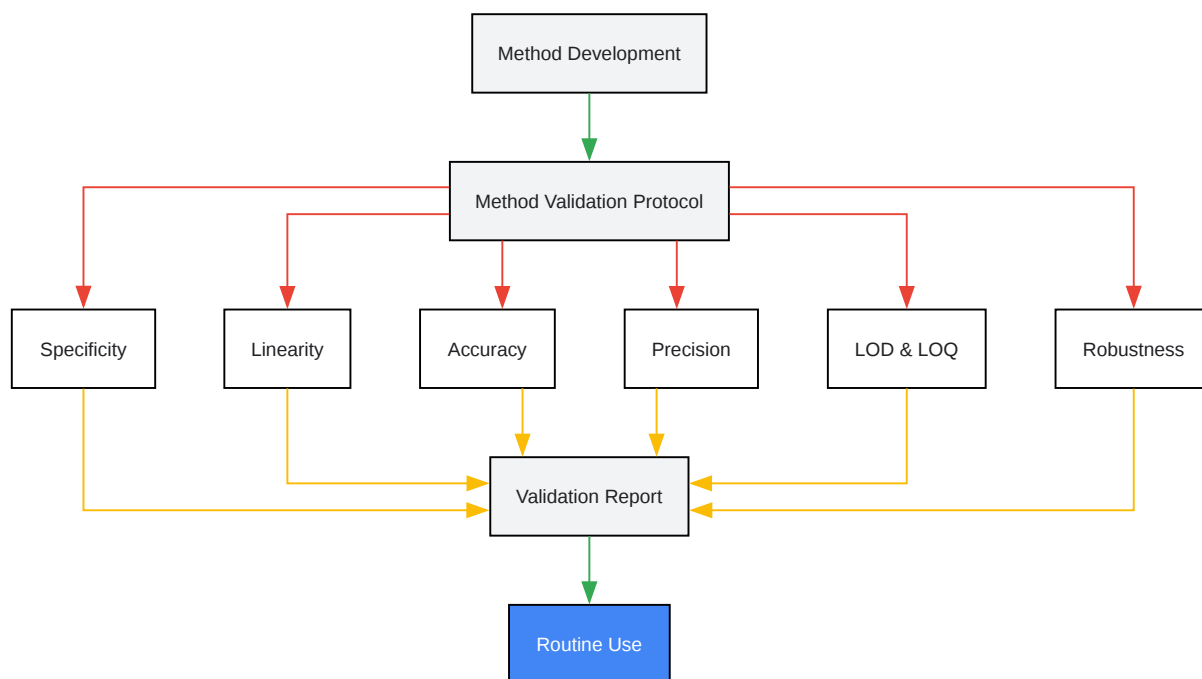 Method Development
Method Validation Protocol
Specificity
Linearity
Accuracy
Precision
LOD & LOQ
Robustness
Validation Report
Routine Use